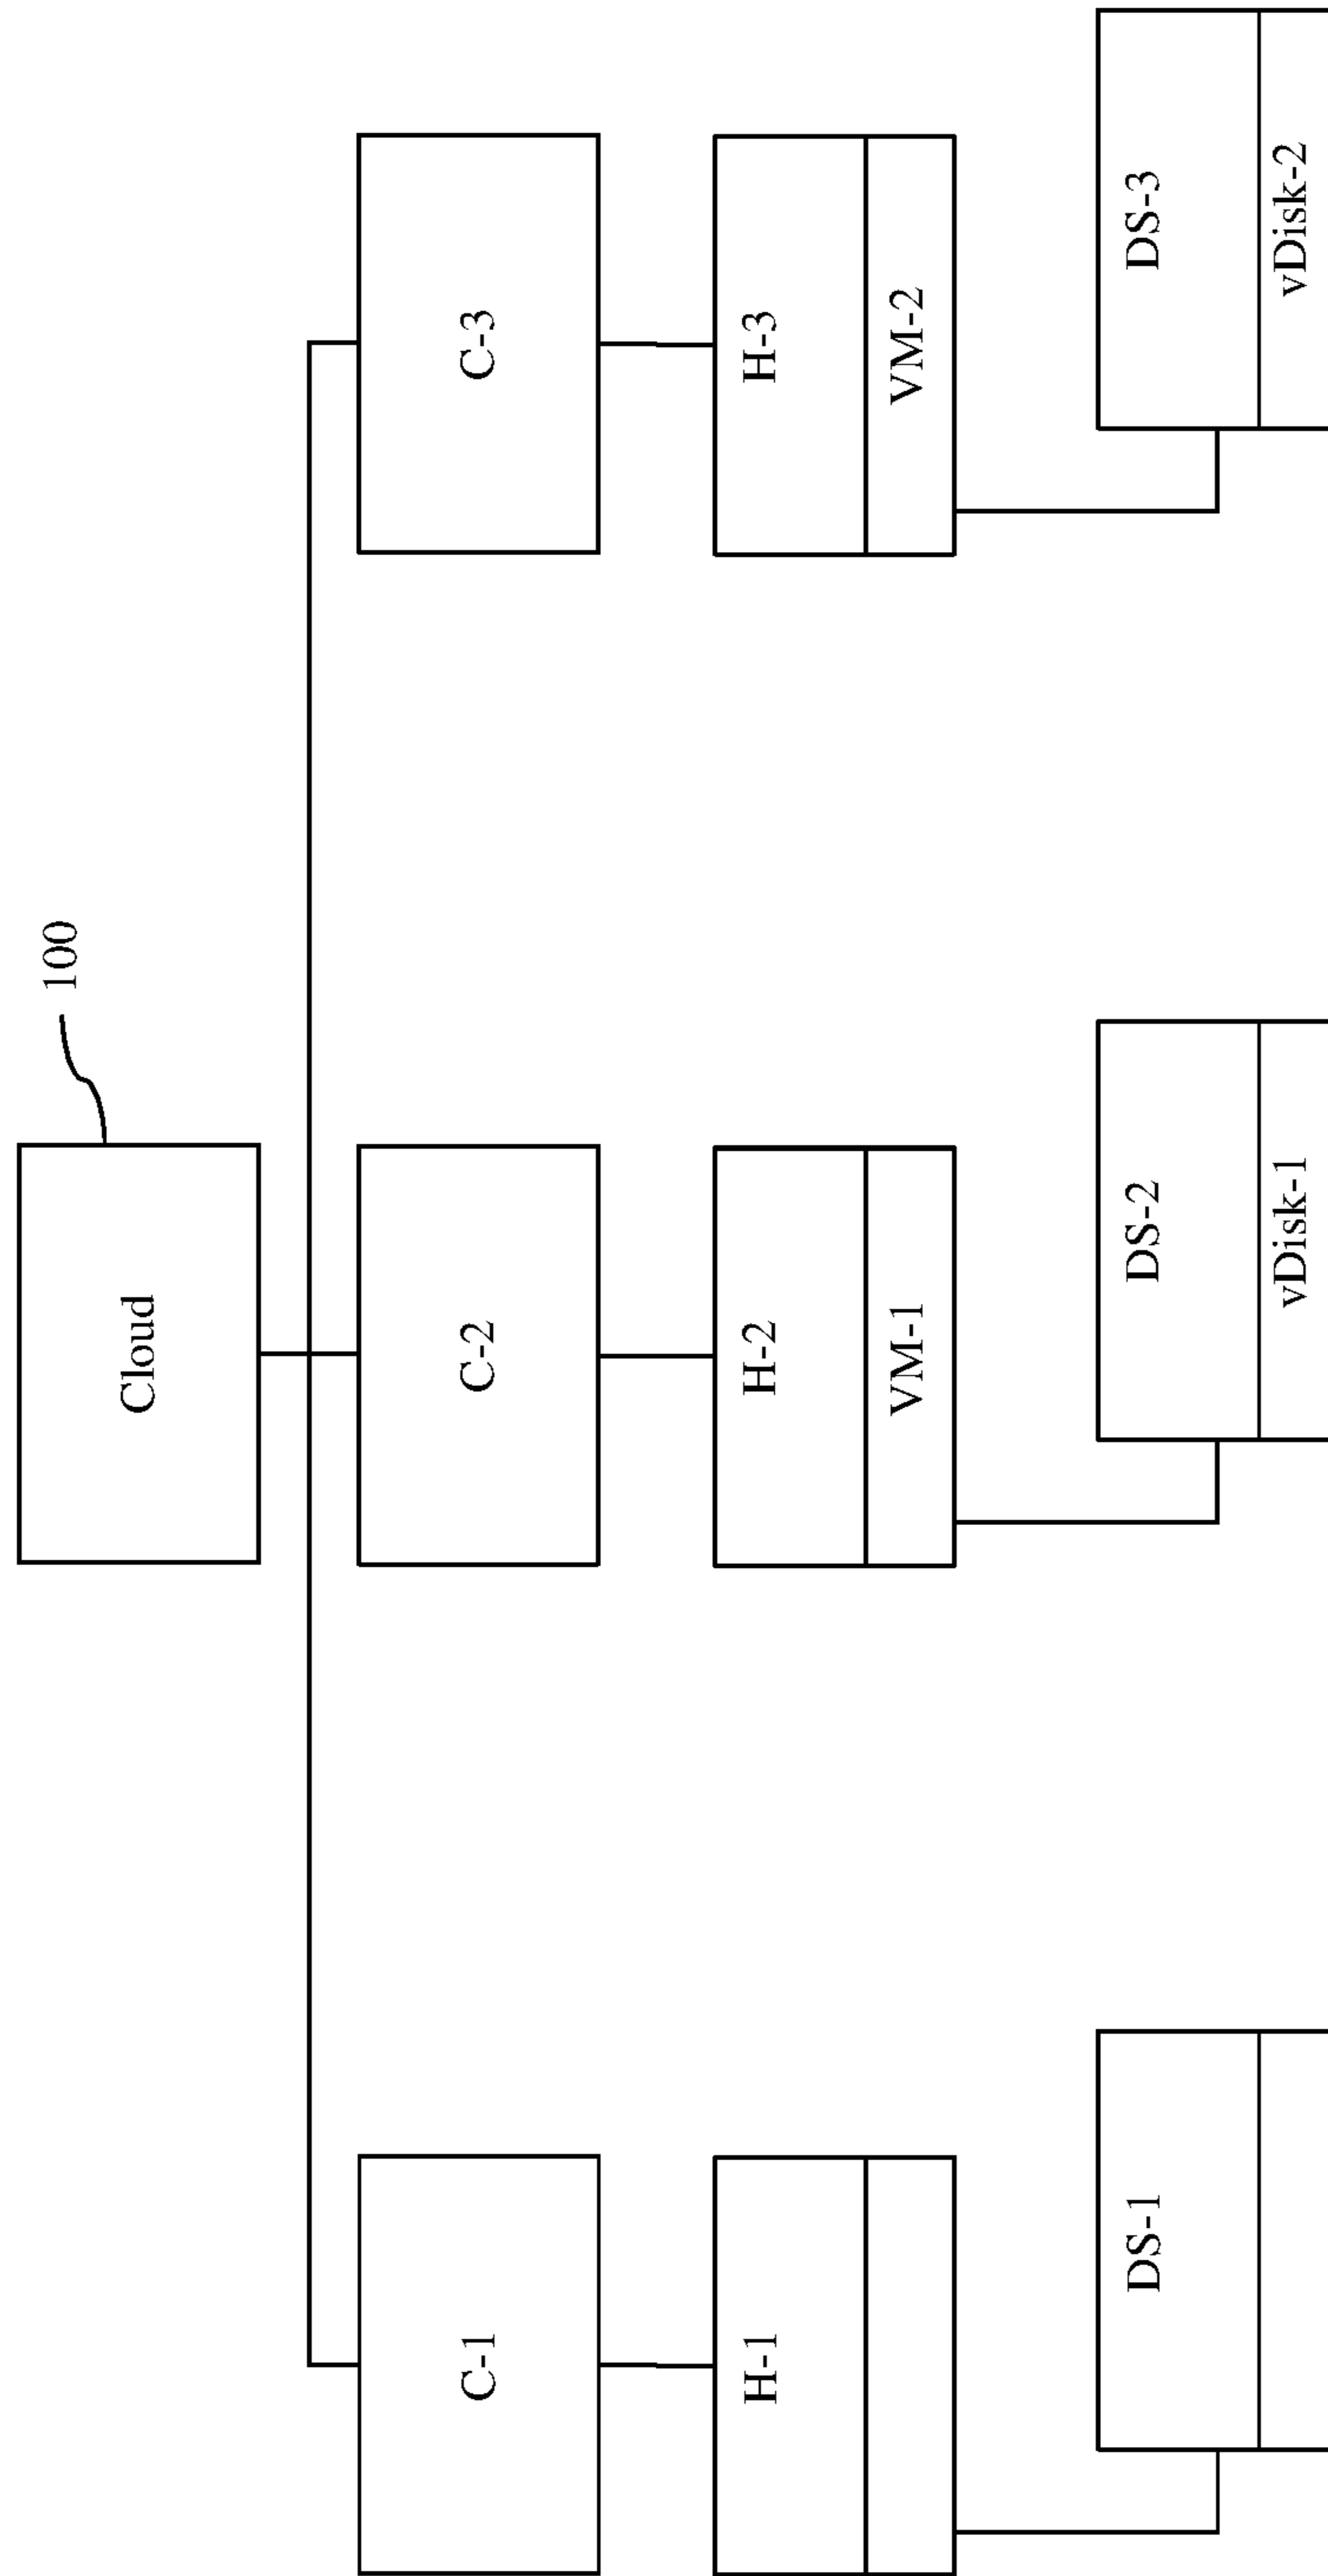 100
Cloud
C-1
C-2
C-3
H-1
H-2
VM-1
H-3
VM-2
DS-1
DS-2
vDisk-1
DS-3
vDisk-2